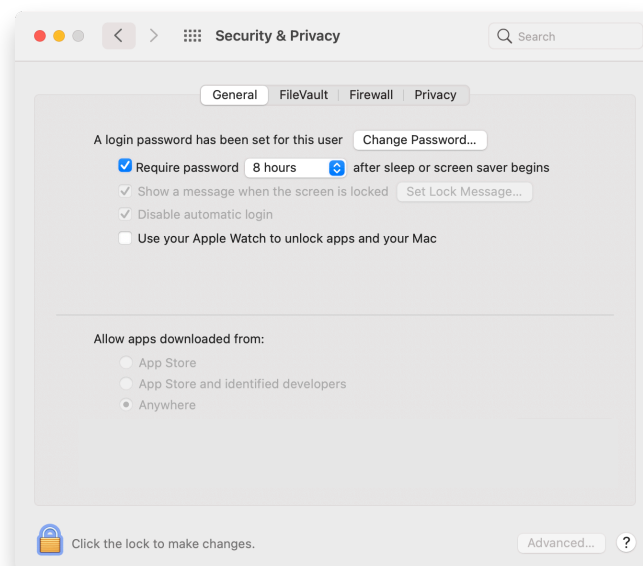 Security & Privacy
Search
General FileVault Firewall Privacy
A login password has been set for this user Change Password...
Require password 8 hours after sleep or screen saver begins
Show a message when the screen is locked Set Lock Message...
Disable automatic login
Use your Apple Watch to unlock apps and your Mac
Allow apps downloaded from:
App Store
App Store and identified developers
Anywhere
Click the lock to make changes.
Advanced... ?